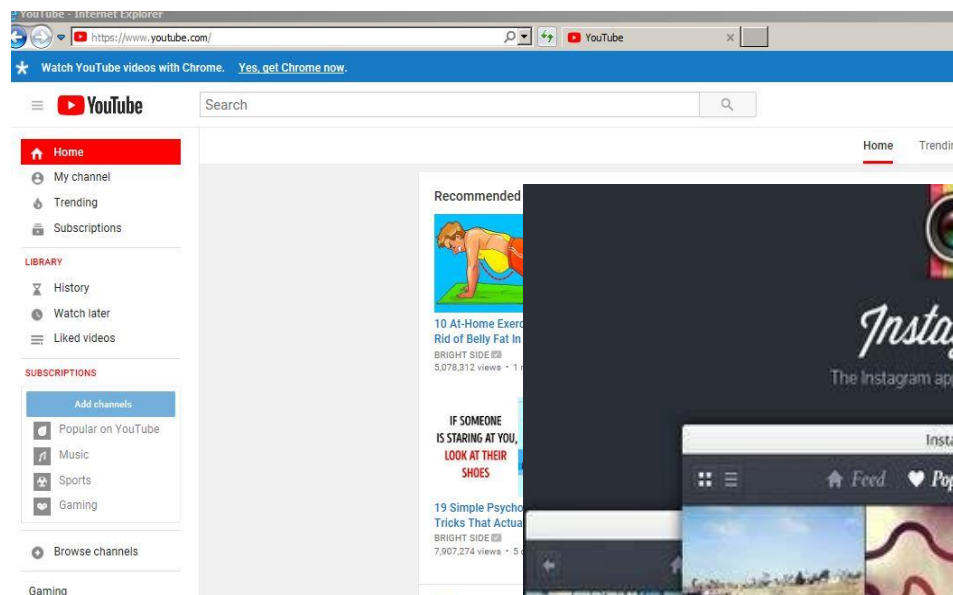 YouTube - Internet Explorer
https://www.youtube.com/
YouTube
Watch YouTube videos with Chrome. Yes, get Chrome now.
YouTube
Search
Home
Home
My channel
Trending
Subscriptions
LIBRARY
History
Watch later
Liked videos
SUBSCRIPTIONS
Add channels
Popular on YouTube
Music
Sports
Gaming
Browse channels
Gaming
Recommended
10 At-Home
Rid of Belly Fat In
BRIGHT SIDE
5,078,312 views • 1
IF SOMEONE
IS STARING AT YOU,
LOOK AT THEIR
SHOES
19 Simple
Tricks That
BRIGHT SIDE
7,907,274 views • 5
The Instagram
Feed